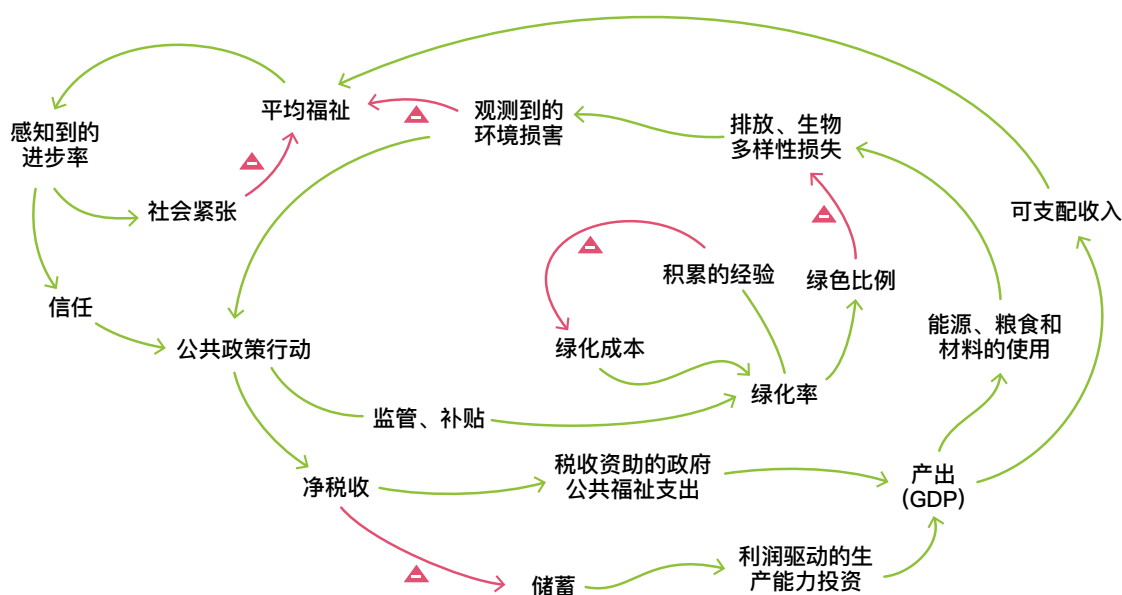 平均福祉
感知到的
进步率
观测到的
环境损害
排放、生物
多样性损失
社会紧张
可支配收入
积累的经验
绿色比例
信任
公共政策行动
绿化成本
能源、粮食和
材料的使用
绿化率
监管、补贴
净税收
税收资助的政府
公共福祉支出
产出
(GDP)
储蓄
利润驱动的生
产能力投资